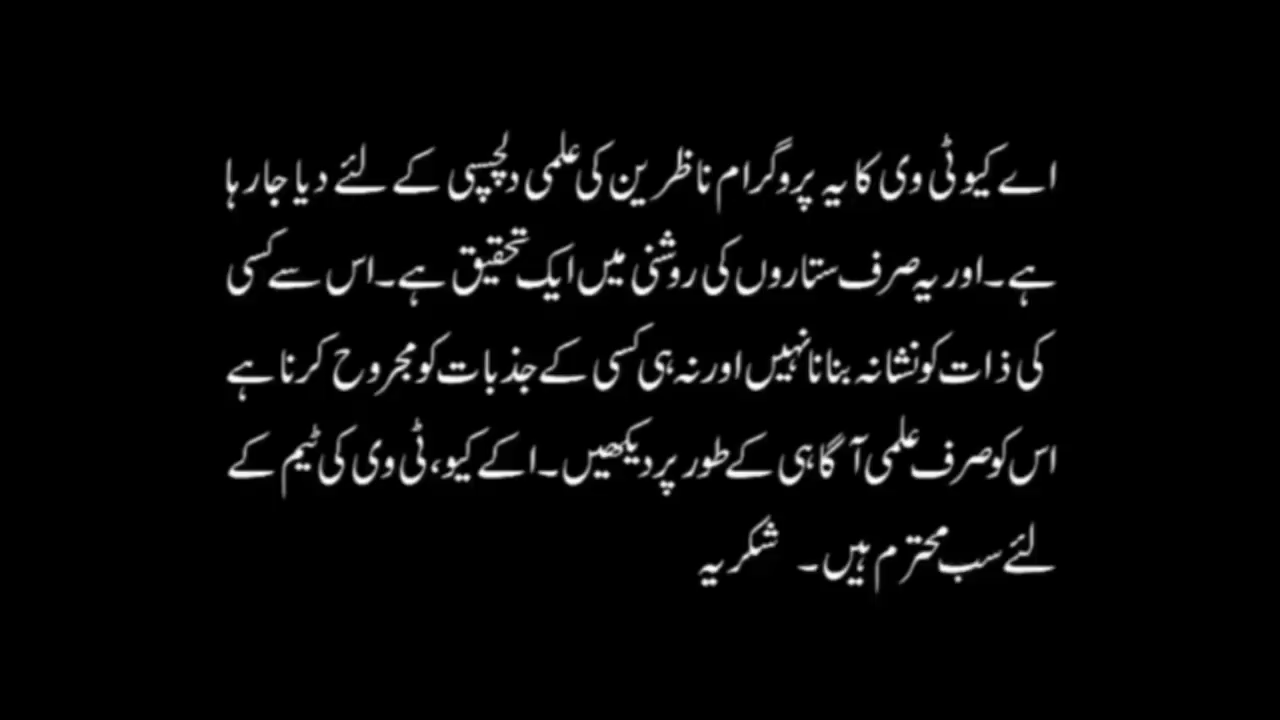 اے کیو ٹی وی کا یہ پروگرام ناظرین کی علمی دلچسپی کے لئے دیا جارہا
ہے۔ اور یہ صرف ستاروں کی روشنی میں ایک تحقیق ہے۔ اس سے کسی
کی ذات کو نشانہ بنانا نہیں اور نہ ہی کسی کے جذبات کو مجروح کرنا ہے
اس کو صرف علمی آگاہی کے طور پر دیکھیں۔ اکے کیو، ٹی وی کی ٹیم کے
لئے سب محترم ہیں۔ شکریہ